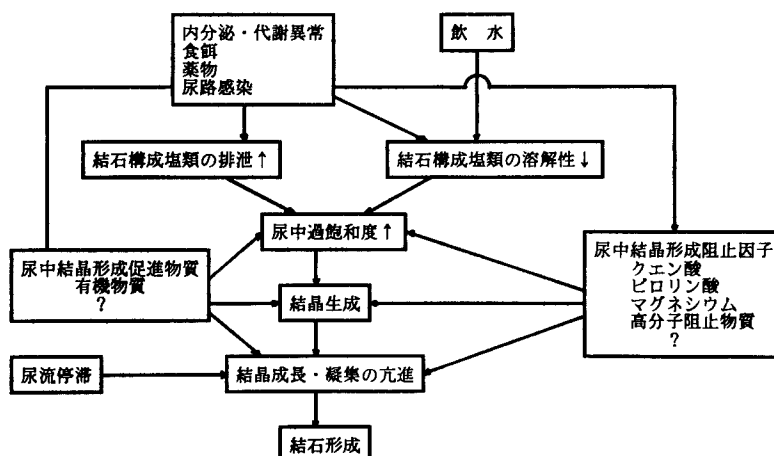 内分泌・代謝異常
食餌
薬物
尿路感染
飲 水
結石構成塩類の排泄↑
結石構成塩類の溶解性↓
尿中過飽和度↑
尿中結晶形成促進物質
有機物質
?
結晶生成
尿中結晶形成阻止因子
クエン酸
ピロリン酸
マグネシウム
高分子阻止物質
?
尿流停滞
結晶成長・凝集の亢進
結石形成